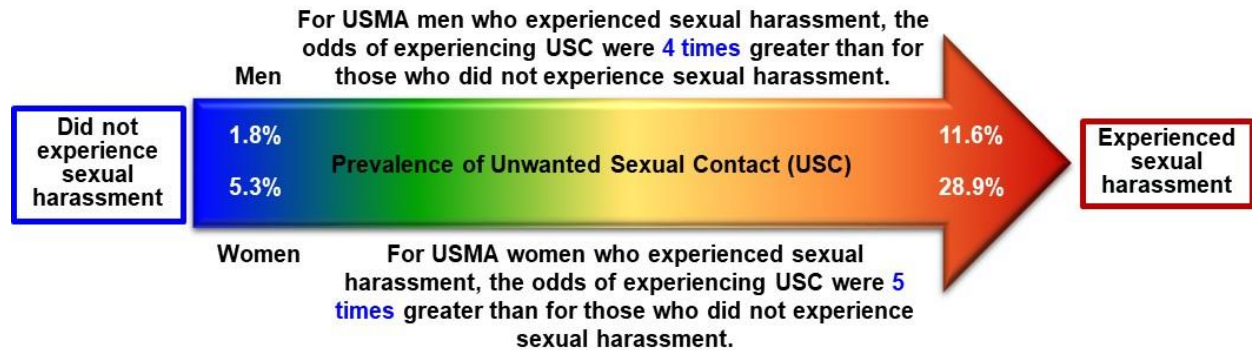 For USMA men who experienced sexual harassment, the
odds of experiencing USC were 4 times greater than for
those who did not experience sexual harassment.
Men
Did not
experience
sexual
harassment
1.8%
11.6%
Prevalence of Unwanted Sexual Contact (USC)
5.3%
28.9%
Experienced
sexual
harassment
Women
For USMA women who experienced sexual
harassment, the odds of experiencing USC were 5
times greater than for those who did not experience
sexual harassment.